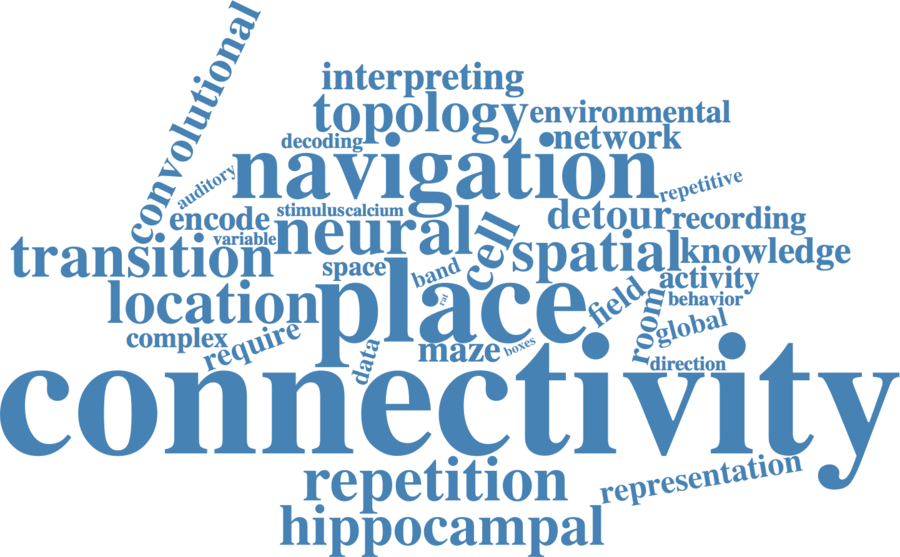 convolutional
interpreting
topology
environmental
decoding
network
navigation
auditory
repetitive
encode
stimulus
calcium
detour
recording
variable
neural
cell
transition
spatial
knowledge
space
band
activity
location
place
rat
field
room
behavior
complex
require
global
data
maze
boxes
direction
connectivity
repetition
representation
hippocampal